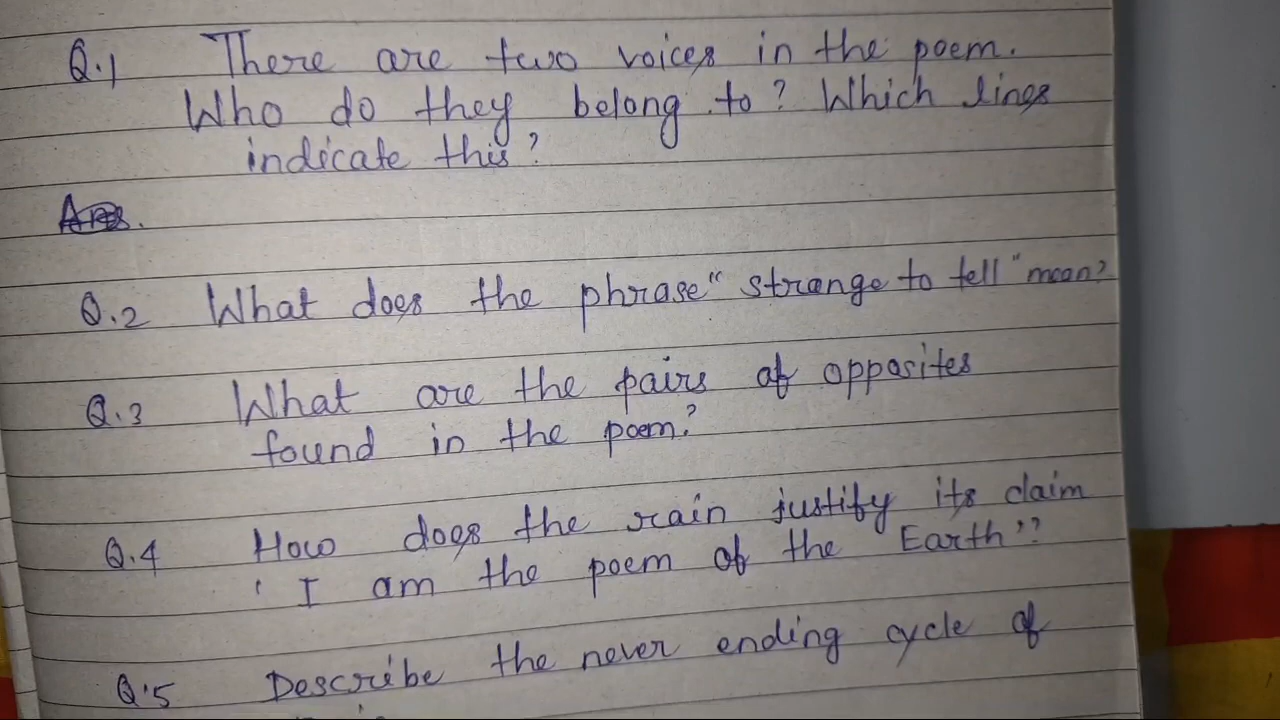 Q.1 There are two voices in the poem.
Who do they belong to? Which lines
indicate this?
Ans.
Q.2 What does the phrase" strange to tell "mean?
Q.3 What are the pairs of opposites
found in the poem?
Q.4 How does the rain justify its claim
' I am the poem of the Earth'?
Q.5 Describe the never ending cycle of